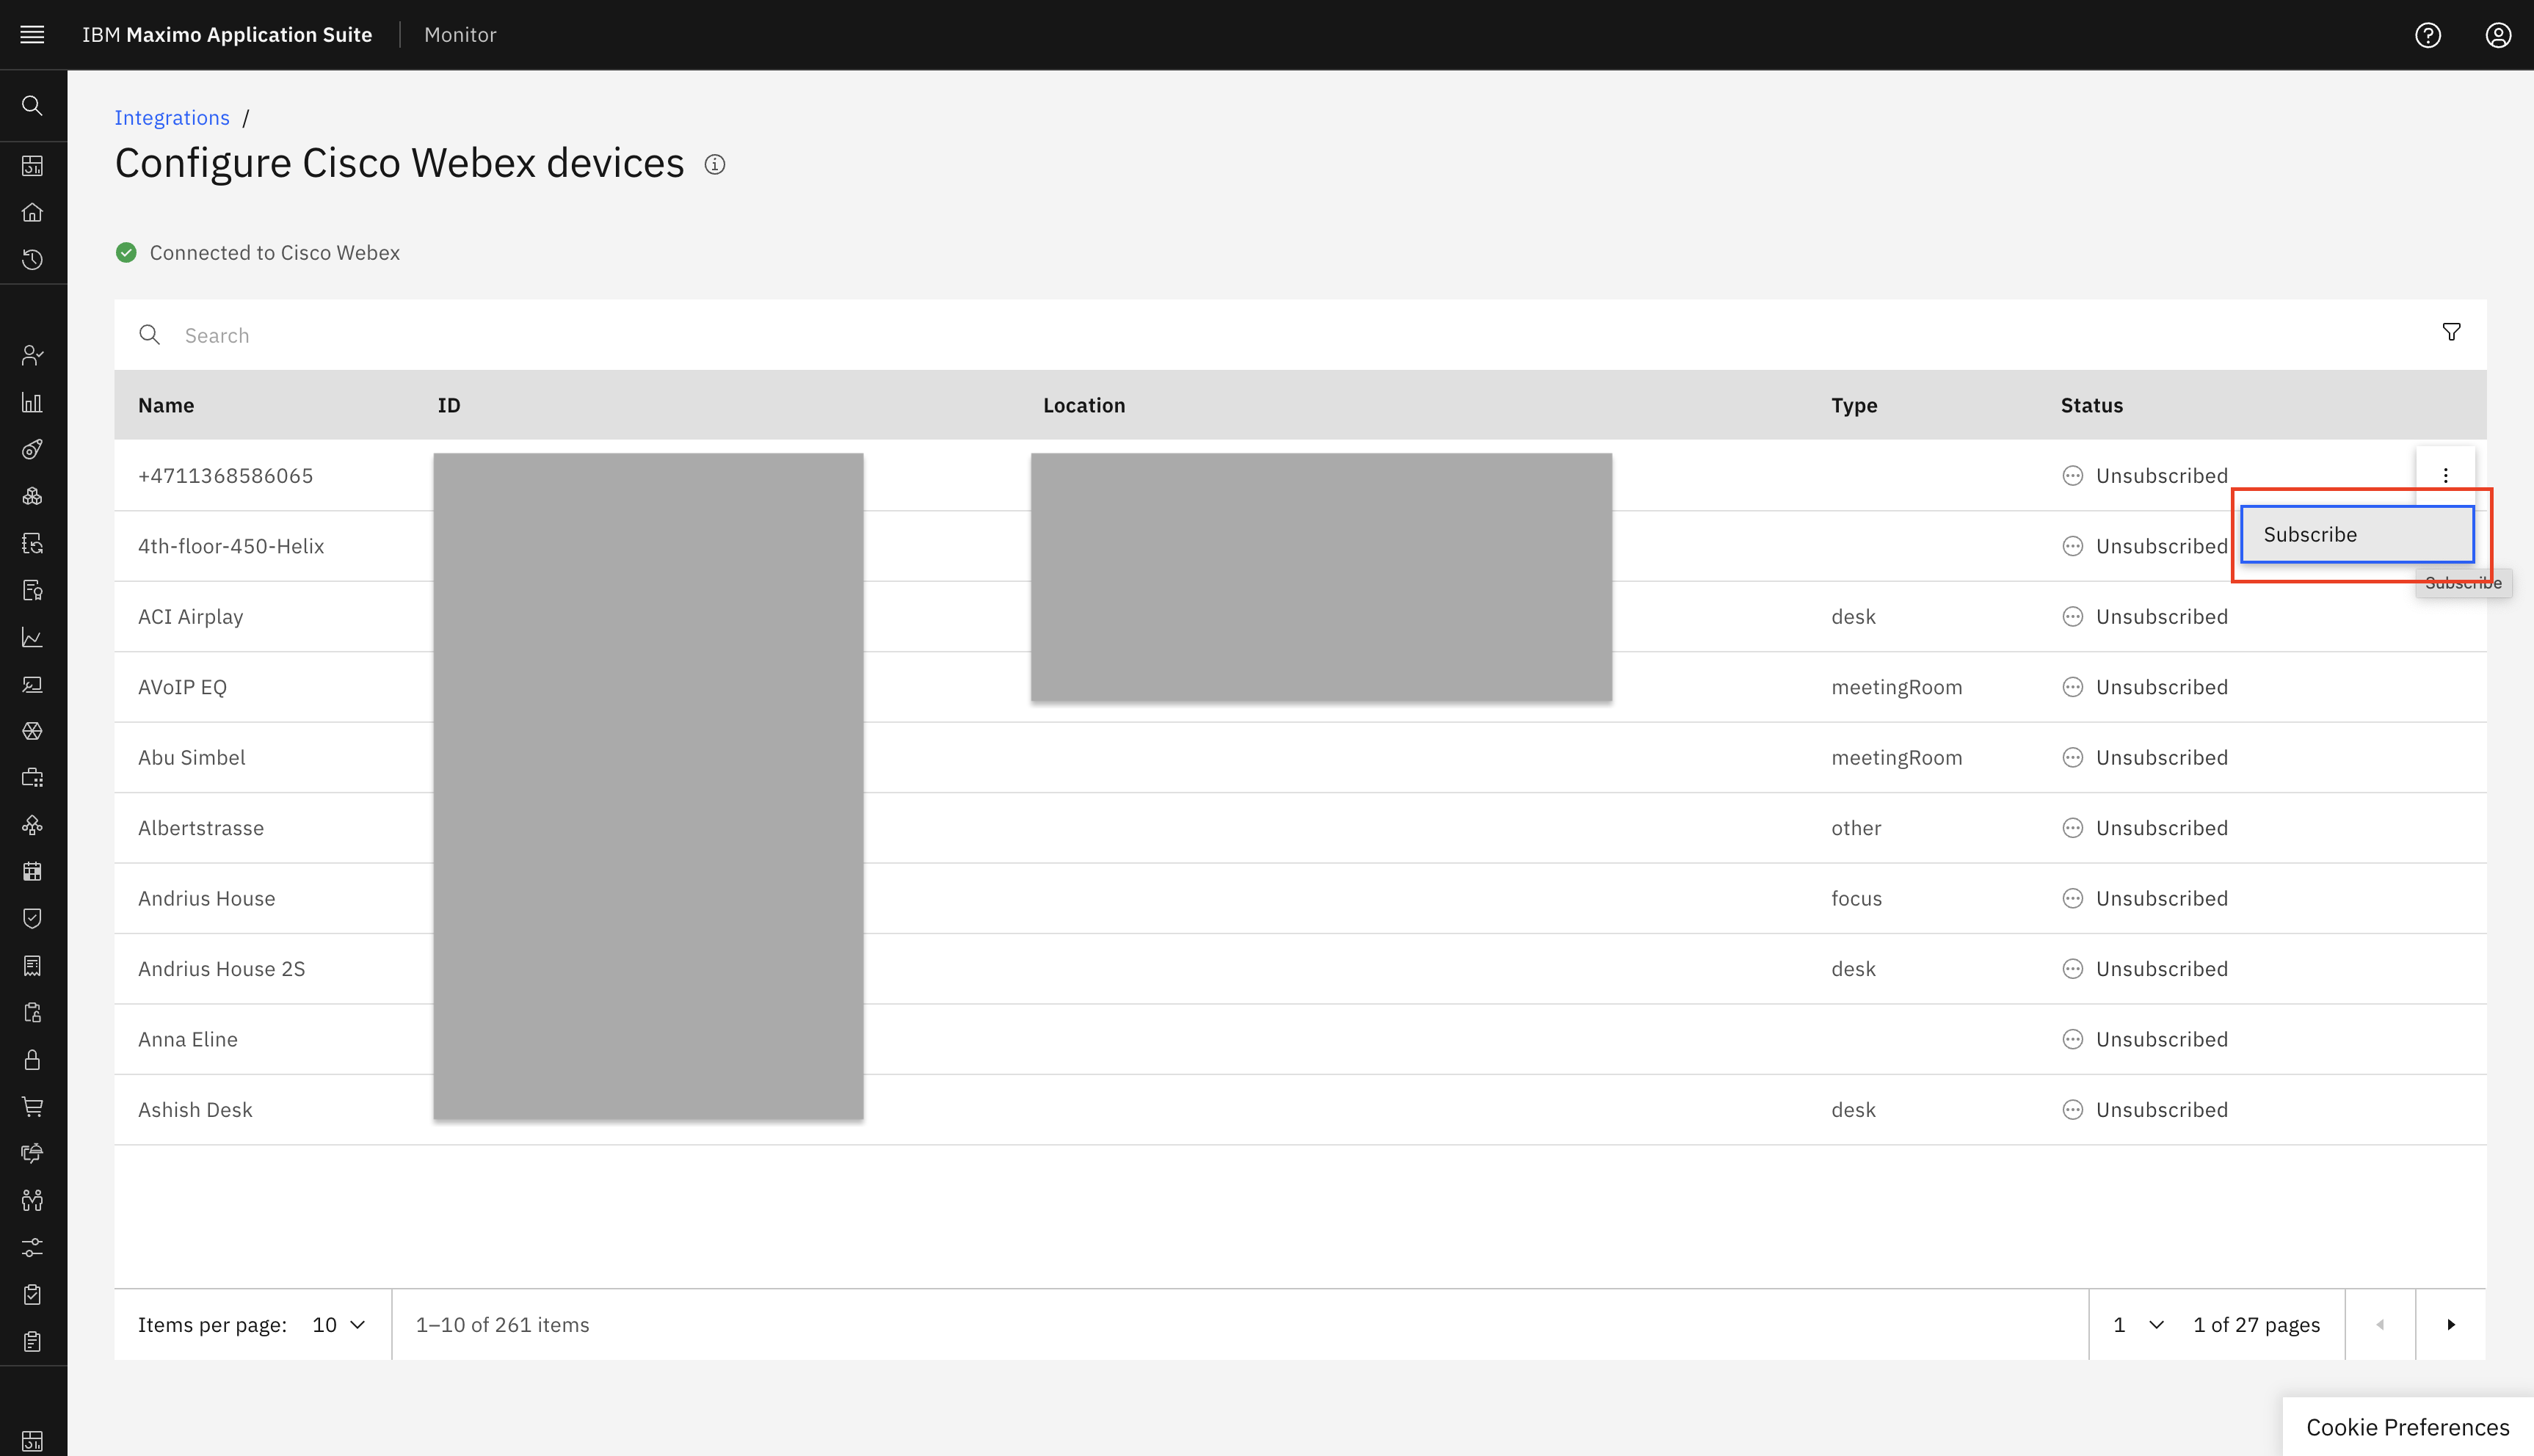 IBM Maximo Application Suite Monitor
Integrations /
Configure Cisco Webex devices
Connected to Cisco Webex
Search
Name ID Location Type Status
+4711368586065 Unsubscribed
Subscribe
4th-floor-450-Helix Unsubscribed
Subscribe
ACI Airplay desk Unsubscribed
AVoIP EQ meetingRoom Unsubscribed
Abu Simbel meetingRoom Unsubscribed
Albertstrasse other Unsubscribed
Andrius House focus Unsubscribed
Andrius House 2S desk Unsubscribed
Anna Eline Unsubscribed
Ashish Desk desk Unsubscribed
Items per page: 10 1–10 of 261 items 1 1 of 27 pages
Cookie Preferences